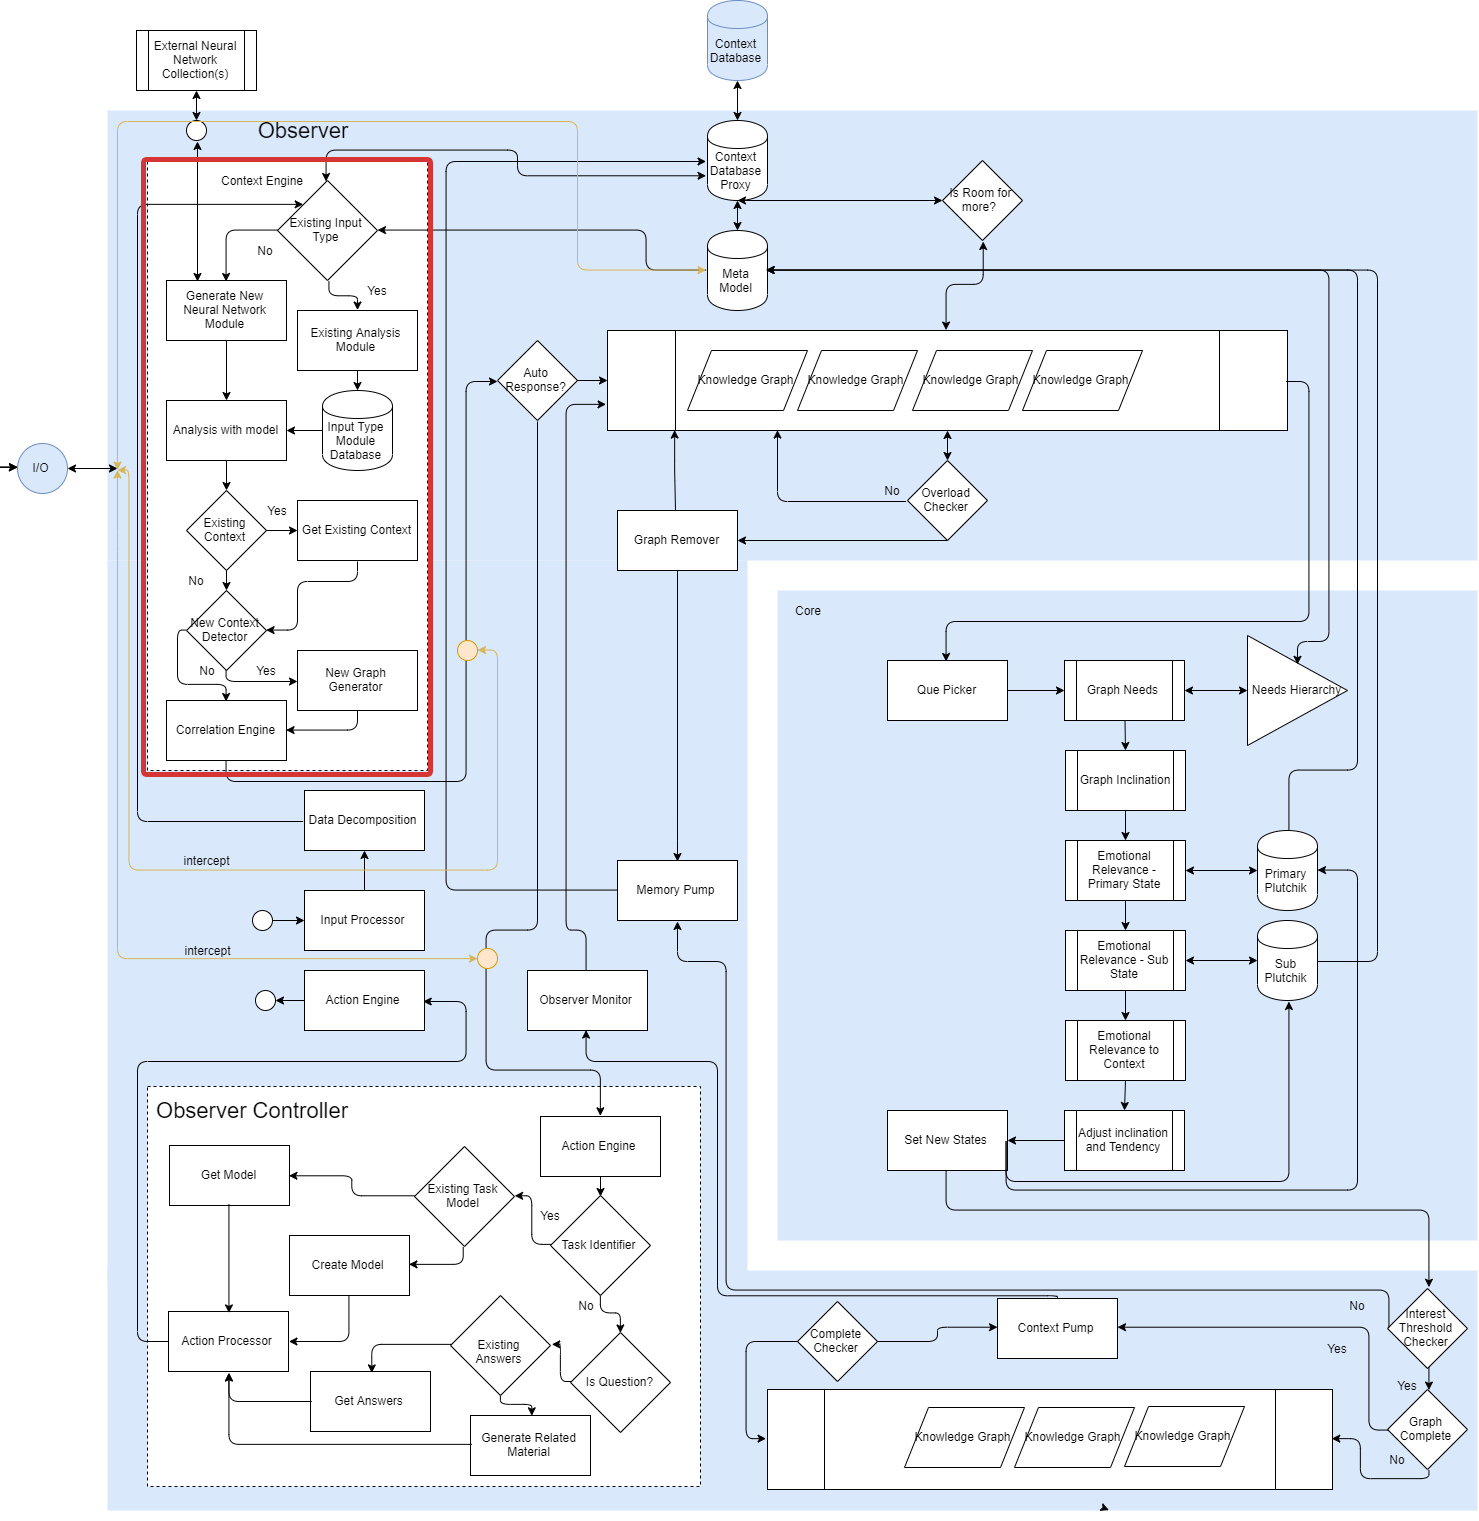 External Neural
Network
Collection(s)
Context
Database
Observer
Context
Database
Proxy
Is Room for
more?
Context Engine
Existing Input
Type
No
Yes
Meta
Model
Generate New
Neural Network
Module
Existing Analysis
Module
Auto
Response?
Knowledge Graph
Knowledge Graph
Knowledge Graph
Knowledge Graph
Analysis with model
Input Type
Module
Database
I/O
No
Overload
Checker
Existing
Context
Yes
Get Existing Context
Graph Remover
No
New Context
Detector
No
Yes
New Graph
Generator
Correlation Engine
Core
Que Picker
Graph Needs
Needs Hierarchy
Graph Inclination
Data Decomposition
intercept
Emotional
Relevance -
Primary State
Primary
Plutchik
Memory Pump
Input Processor
intercept
Emotional
Relevance - Sub
State
Sub
Plutchik
Action Engine
Observer Monitor
Emotional
Relevance to
Context
Observer Controller
Set New States
Adjust inclination
and Tendency
Action Engine
Get Model
Existing Task
Model
Yes
Task Identifier
Create Model
No
Action Processor
Existing
Answers
Is Question?
Get Answers
Generate Related
Material
Complete
Checker
Context Pump
No
Interest
Threshold
Checker
Yes
Yes
Graph
Complete
No
Knowledge Graph
Knowledge Graph
Knowledge Graph